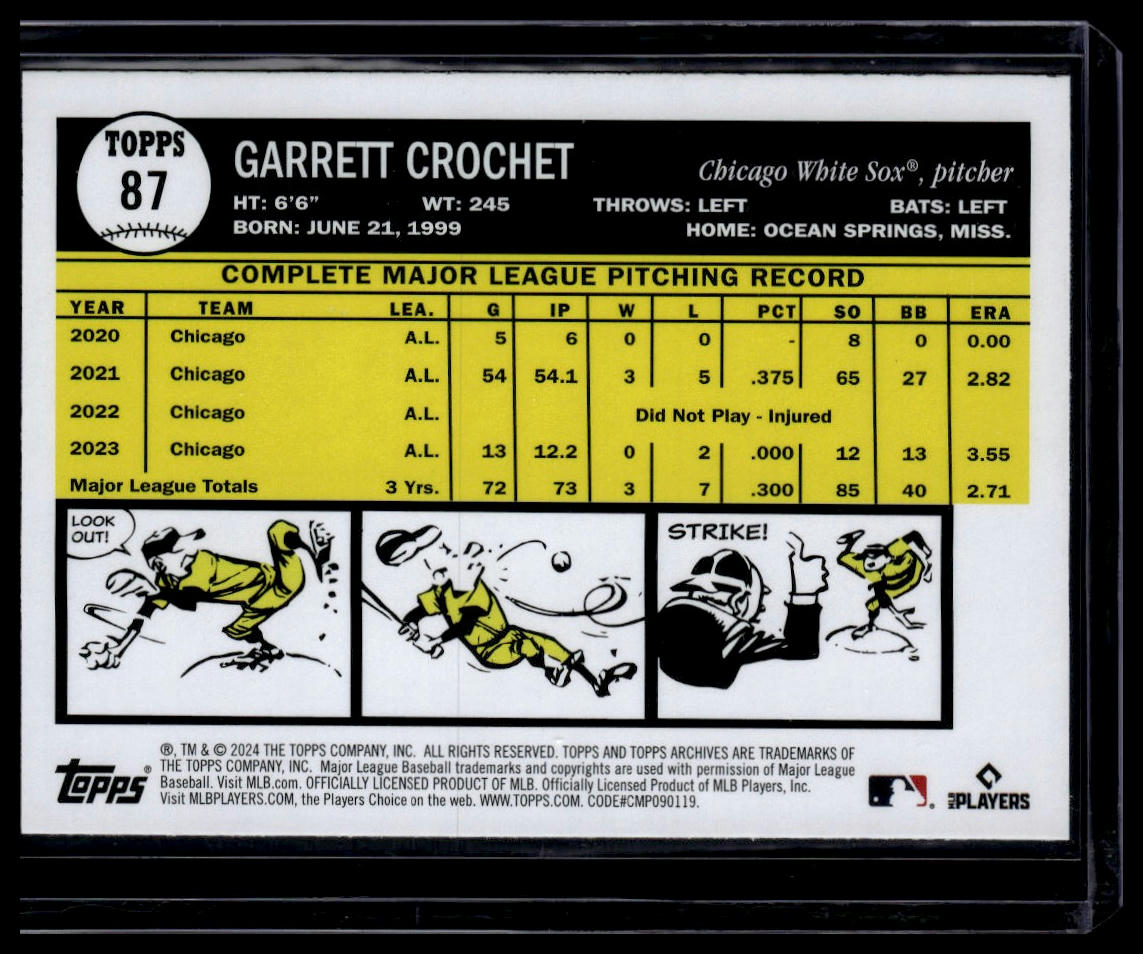 TOPPS
87
GARRETT CROCHET
Chicago White Sox®, pitcher
HT: 6'6" WT: 245 THROWS: LEFT BATS: LEFT
BORN: JUNE 21, 1999 HOME: OCEAN SPRINGS, MISS.
COMPLETE MAJOR LEAGUE PITCHING RECORD
YEAR TEAM LEA. G IP W L PCT SO BB ERA
2020 Chicago A.L. 5 6 0 0 - 8 0 0.00
2021 Chicago A.L. 54 54.1 3 5 .375 65 27 2.82
2022 Chicago A.L. Did Not Play - Injured
2023 Chicago A.L. 13 12.2 0 2 .000 12 13 3.55
Major League Totals 3 Yrs. 72 73 3 7 .300 85 40 2.71
LOOK
OUT!
STRIKE!
®, TM & © 2024 THE TOPPS COMPANY, INC. ALL RIGHTS RESERVED. TOPPS AND TOPPS ARCHIVES ARE TRADEMARKS OF
THE TOPPS COMPANY, INC. Major League Baseball trademarks and copyrights are used with permission of Major League
Baseball. Visit MLB.com. OFFICIALLY LICENSED PRODUCT OF MLB. Officially Licensed Product of MLB Players, Inc.
Visit MLBPLAYERS.COM, the Players Choice on the web. WWW.TOPPS.COM. CODE#CMP090119.
Topps®
MLB PLAYERS